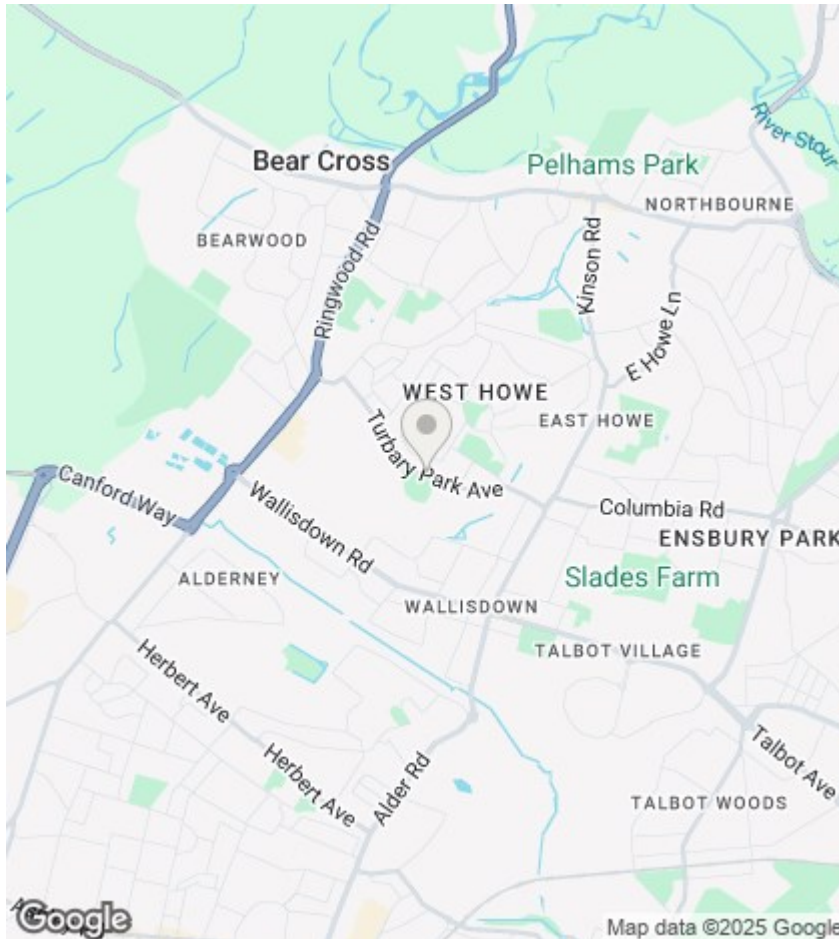 Bear Cross
Pelhams Park
River Stour
NORTHBOURNE
BEARWOOD
Ringwood Rd
Kinson Rd
E Howe Ln
WEST HOWE
EAST HOWE
Turbary Park Ave
Canford Way
Wallisdown Rd
Columbia Rd
ENSBURY PARK
ALDERNEY
Slades Farm
WALLISDOWN
TALBOT VILLAGE
Herbert Ave
Herbert Ave
Alder Rd
Talbot Ave
TALBOT WOODS
Google
Map data ©2025 Google